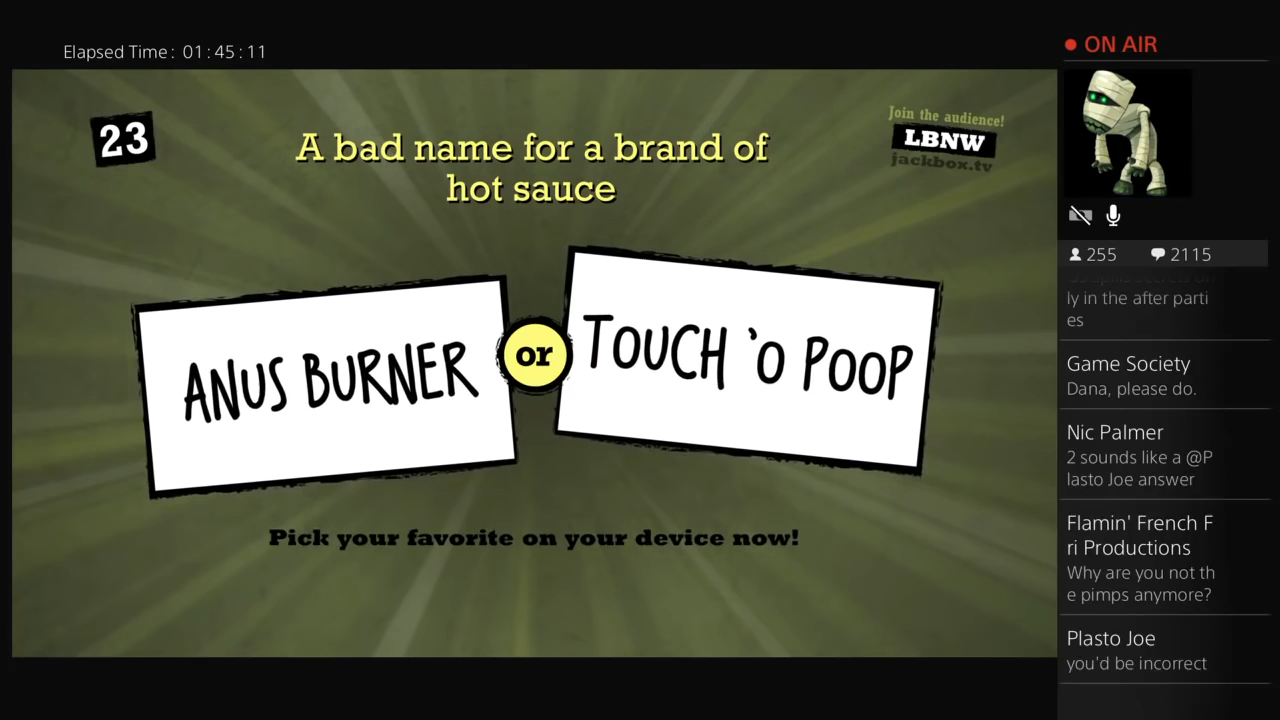 Elapsed Time: 01:45:11
ON AIR
23
A bad name for a brand of
hot sauce
Join the audience!
LBNW
jackbox.tv
ANUS BURNER
or
TOUCH 'O POOP
Pick your favorite on your device now!
255 2115
ly in the after parti
es
Game Society
Dana, please do.
Nic Palmer
2 sounds like a @P
lasto Joe answer
Flamin' French F
ri Productions
Why are you not th
e pimps anymore?
Plasto Joe
you'd be incorrect